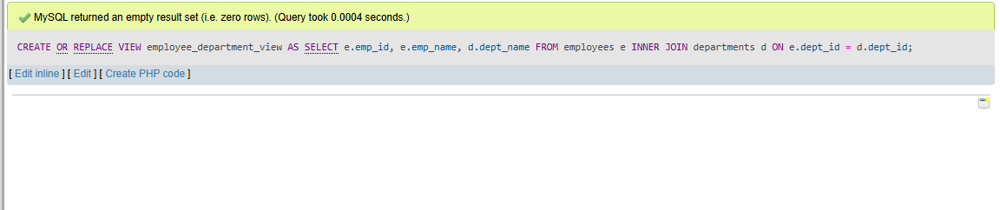 MySQL returned an empty result set (i.e. zero rows). (Query took 0.0004 seconds.)
CREATE OR REPLACE VIEW employee_department_view AS SELECT e.emp_id, e.emp_name, d.dept_name FROM employees e INNER JOIN departments d ON e.dept_id = d.dept_id;
[ Edit inline ] [ Edit ] [ Create PHP code ]